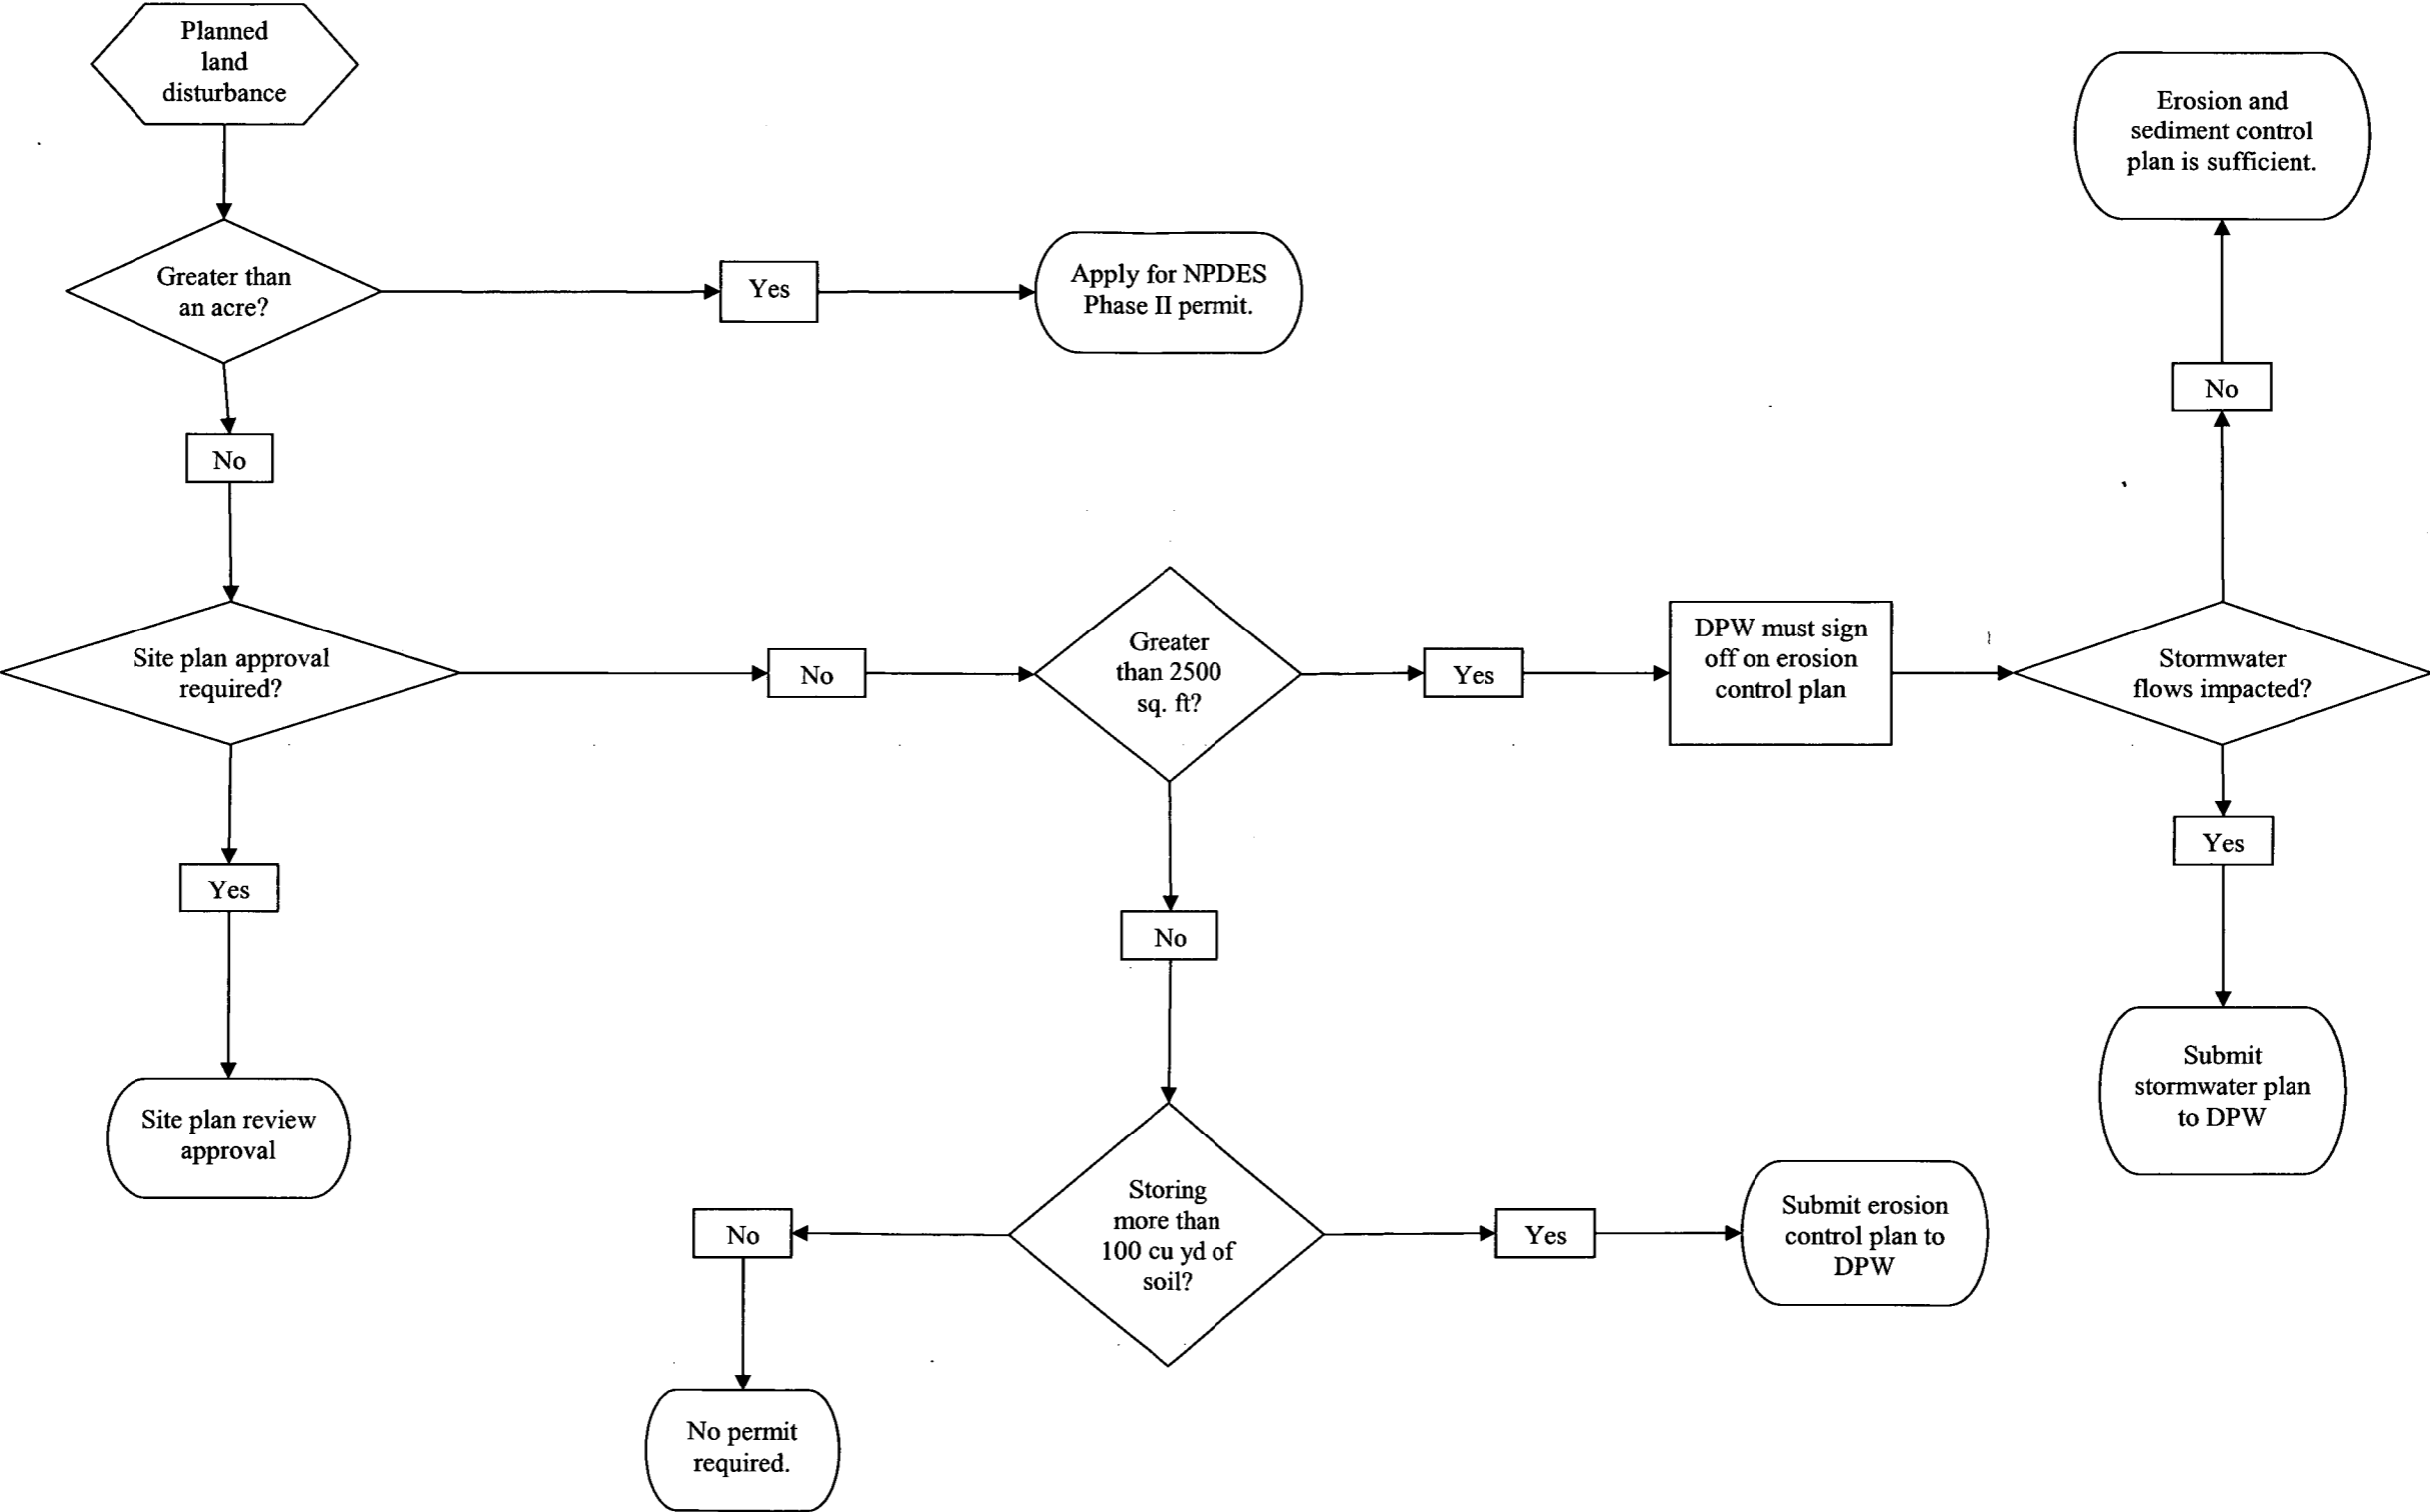 Planned
land
disturbance
Erosion and
sediment control
plan is sufficient.
Greater than
an acre?
Yes
Apply for NPDES
Phase II permit.
No
No
Site plan approval
required?
No
Greater
than 2500
sq. ft?
Yes
DPW must sign
off on erosion
control plan
Stormwater
flows impacted?
Yes
Yes
No
Site plan review
approval
Submit
stormwater plan
to DPW
Storing
more than
100 cu yd of
soil?
No
Yes
Submit erosion
control plan to
DPW
No permit
required.